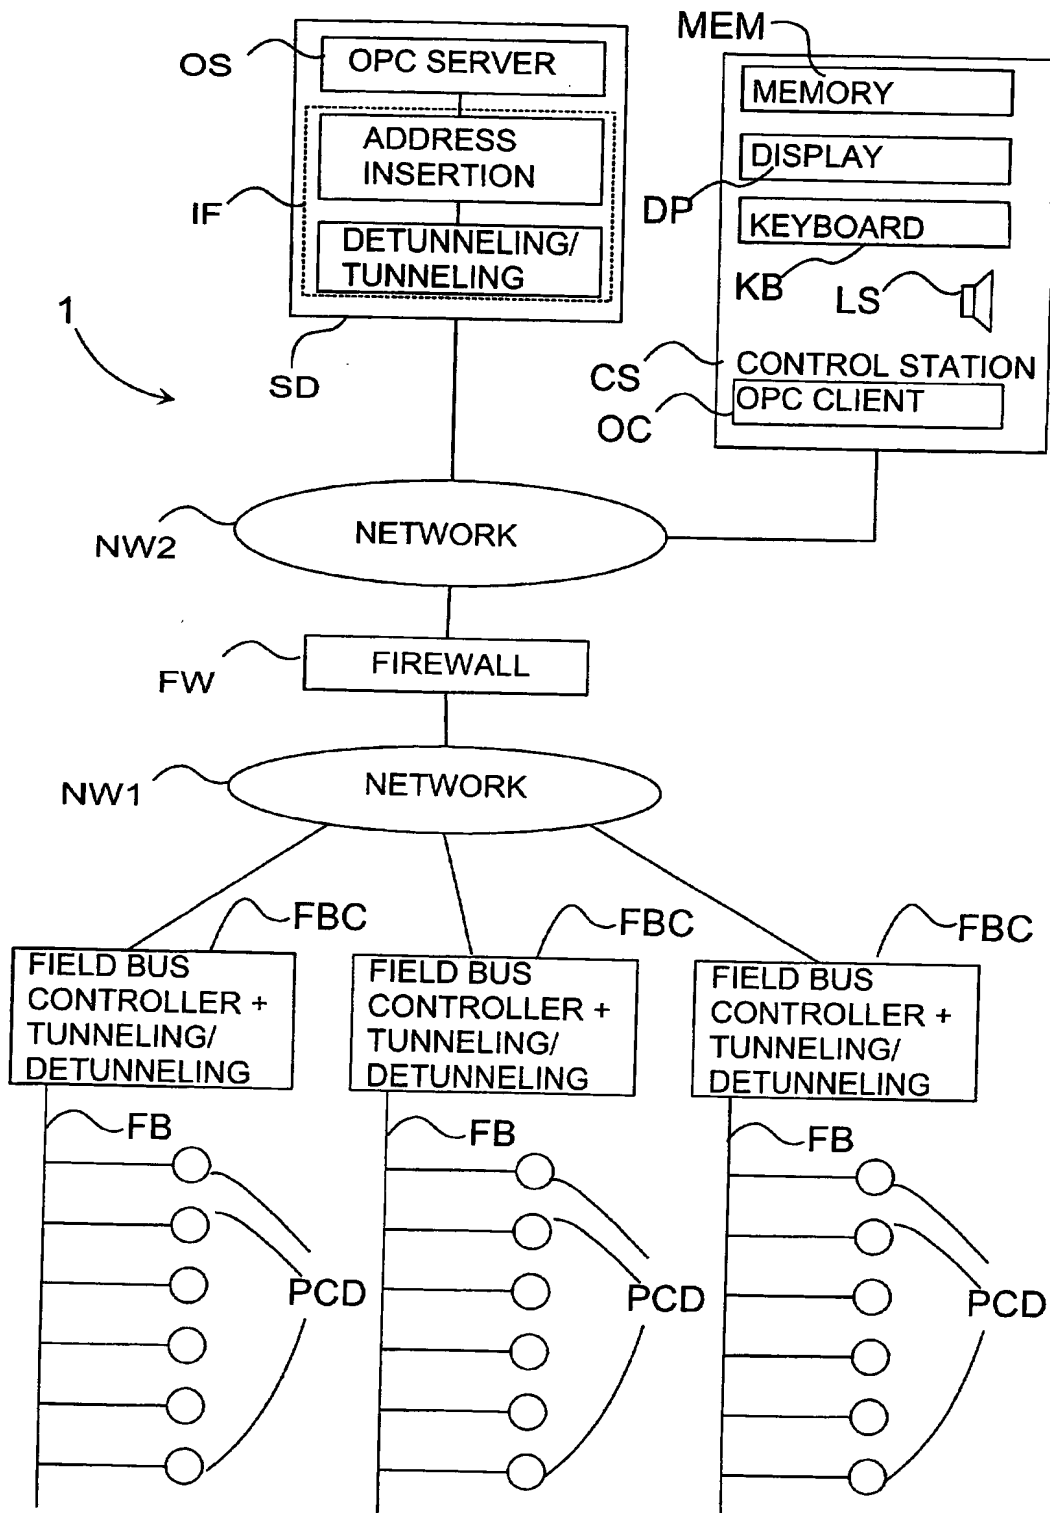 MEM
OS
OPC SERVER
MEMORY
ADDRESS
INSERTION
DISPLAY
IF
DP
KEYBOARD
DETUNNELING/
TUNNELING
KB
LS
1
SD
CS
CONTROL STATION
OPC CLIENT
OC
NW2
NETWORK
FW
FIREWALL
NW1
NETWORK
FBC
FBC
FBC
FIELD BUS
CONTROLLER +
TUNNELING/
DETUNNELING
FIELD BUS
CONTROLLER +
TUNNELING/
DETUNNELING
FIELD BUS
CONTROLLER +
TUNNELING/
DETUNNELING
FB
FB
FB
PCD
PCD
PCD